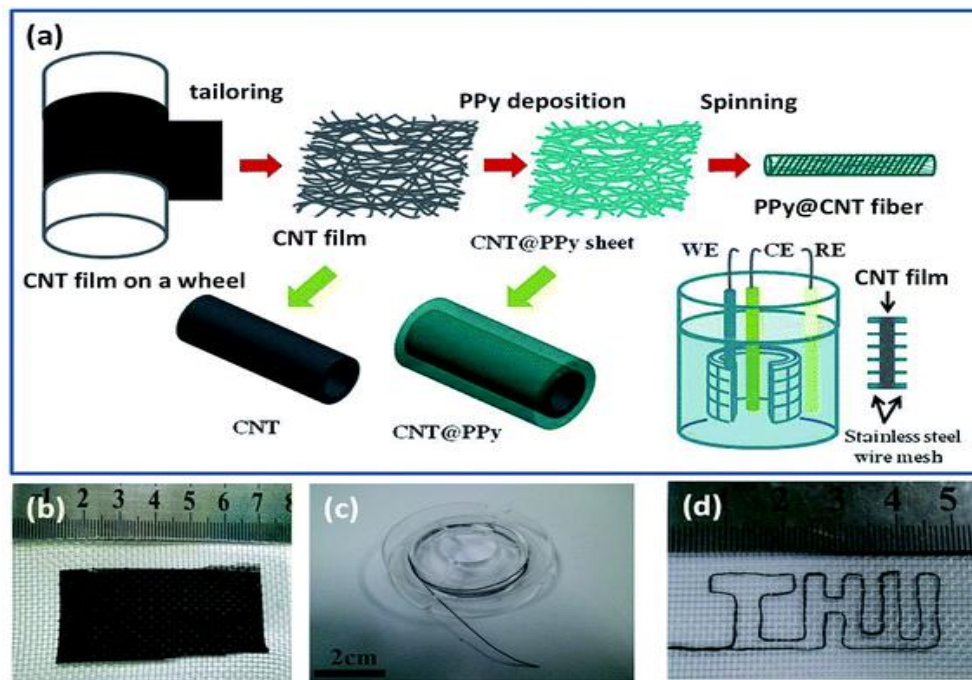 (a)
tailoring
PPy deposition
Spinning
CNT film on a wheel
CNT film
CNT@PPy sheet
PPy@CNT fiber
CNT
CNT@PPy
WE CE RE
CNT film
Stainless steel
wire mesh
(b)
1 2 3 4 5 6 7 8
(c)
2cm
(d)
1 2 3 4 5
THU